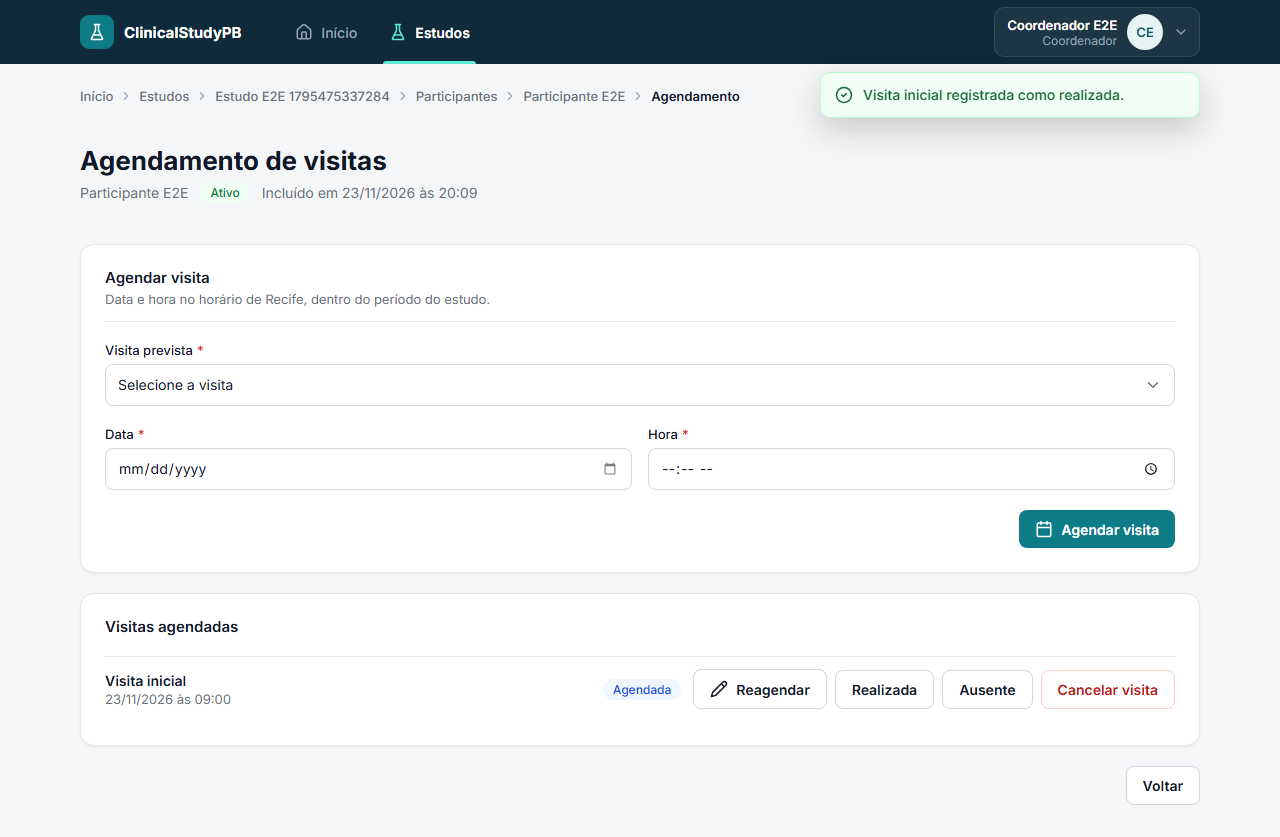 ClinicalStudyPB
Início
Estudos
Coordenador E2E
Coordenador
CE
Início > Estudos > Estudo E2E 1795475337284 > Participantes > Participante E2E > Agendamento
Visita inicial registrada como realizada.
Agendamento de visitas
Participante E2E Ativo Incluído em 23/11/2026 às 20:09
Agendar visita
Data e hora no horário de Recife, dentro do período do estudo.
Visita prevista *
Selecione a visita
Data * Hora *
mm/dd/yyyy --:-- --
Agendar visita
Visitas agendadas
Visita inicial
23/11/2026 às 09:00
Agendada Reagendar Realizada Ausente Cancelar visita
Voltar